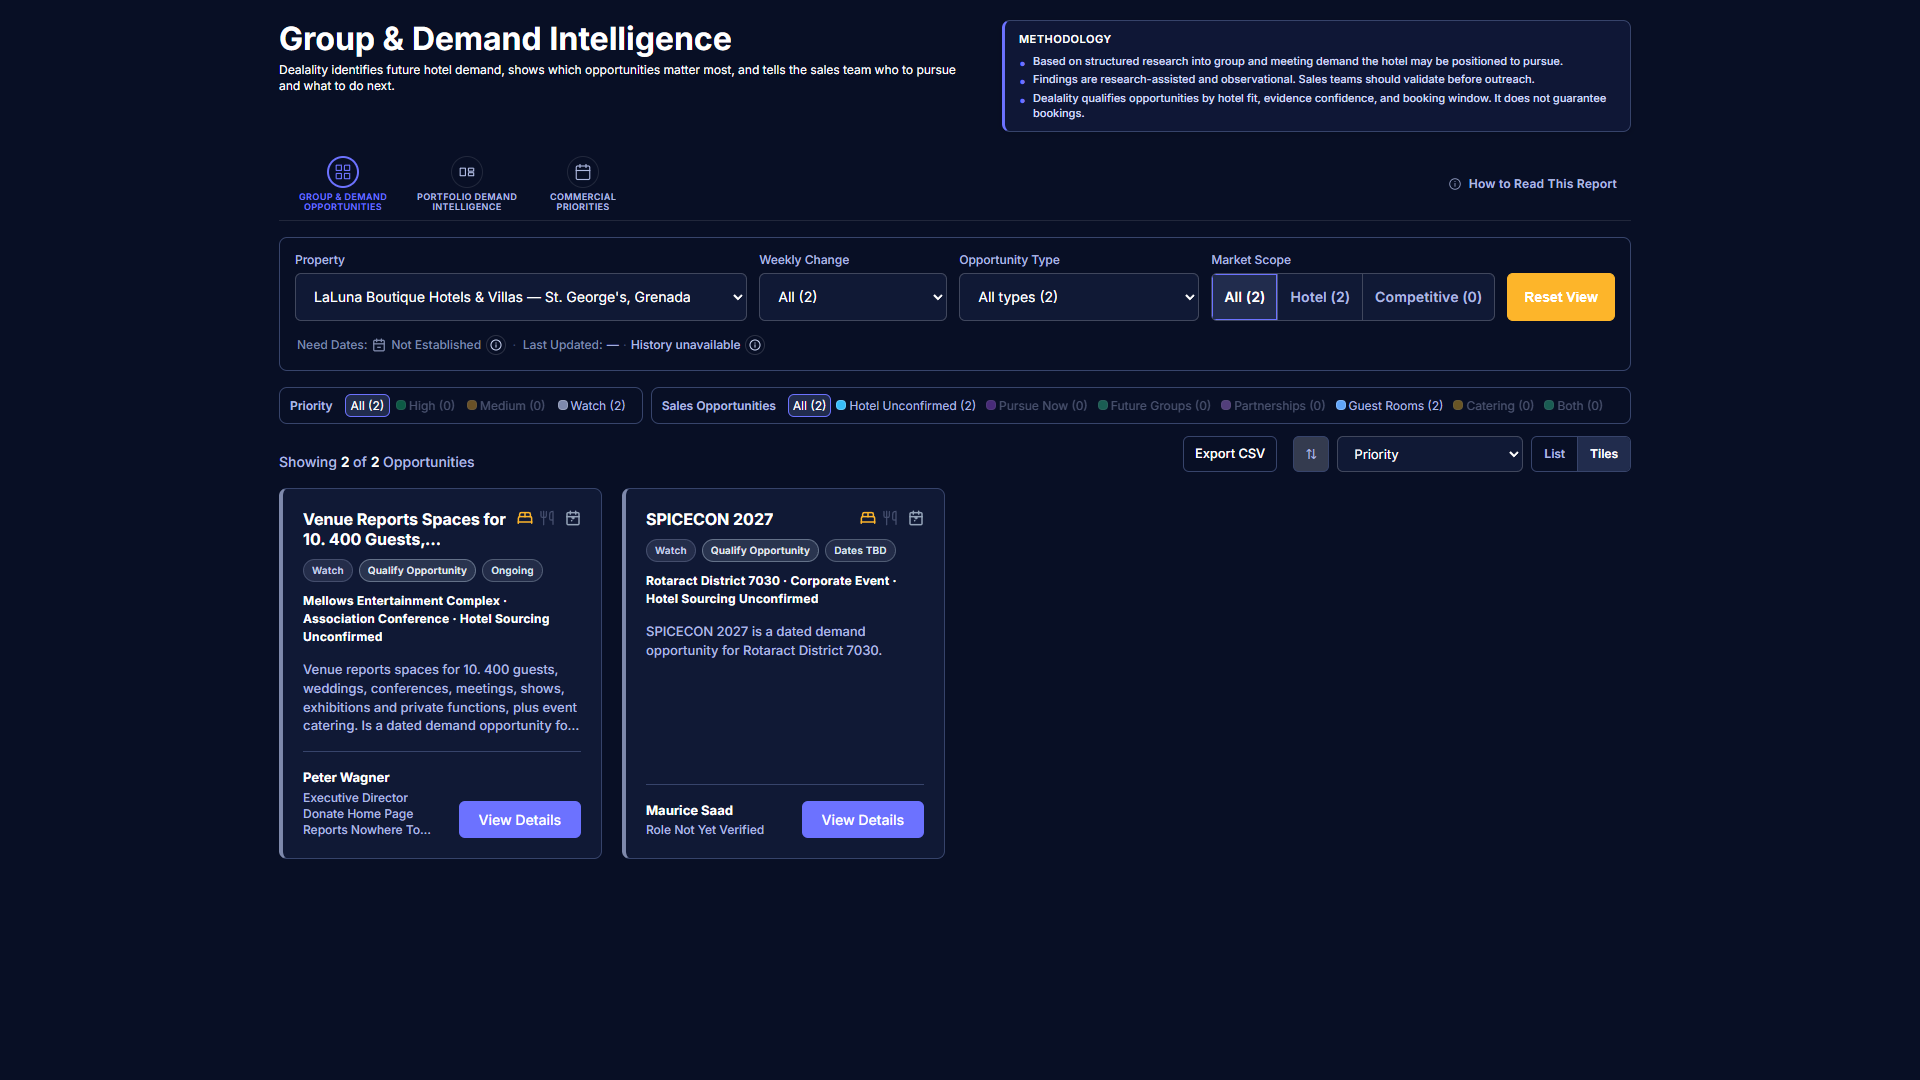 Group & Demand Intelligence
Dealality identifies future hotel demand, shows which opportunities matter most, and tells the sales team who to pursue
and what to do next.
METHODOLOGY
Based on structured research into group and meeting demand the hotel may be positioned to pursue.
Findings are research-assisted and observational. Sales teams should validate before outreach.
Dealality qualifies opportunities by hotel fit, evidence confidence, and booking window. It does not guarantee
bookings.
GROUP & DEMAND
OPPORTUNITIES
PORTFOLIO DEMAND
INTELLIGENCE
COMMERCIAL
PRIORITIES
How to Read This Report
Property
Weekly Change
Opportunity Type
Market Scope
LaLuna Boutique Hotels & Villas — St. George's, Grenada
All (2)
All types (2)
All (2) Hotel (2) Competitive (0)
Reset View
Need Dates: Not Established · Last Updated: — · History unavailable
Priority All (2) High (0) Medium (0) Watch (2)
Sales Opportunities All (2) Hotel Unconfirmed (2) Pursue Now (0) Future Groups (0) Partnerships (0) Guest Rooms (2) Catering (0) Both (0)
Showing 2 of 2 Opportunities
Export CSV
Priority
List Tiles
Venue Reports Spaces for
10. 400 Guests,...
Watch Qualify Opportunity Ongoing
Mellows Entertainment Complex ·
Association Conference · Hotel Sourcing
Unconfirmed
Venue reports spaces for 10. 400 guests,
weddings, conferences, meetings, shows,
exhibitions and private functions, plus event
catering. Is a dated demand opportunity fo...
Peter Wagner
Executive Director
Donate Home Page
Reports Nowhere To...
View Details
SPICECON 2027
Watch Qualify Opportunity Dates TBD
Rotaract District 7030 · Corporate Event ·
Hotel Sourcing Unconfirmed
SPICECON 2027 is a dated demand
opportunity for Rotaract District 7030.
Maurice Saad
Role Not Yet Verified
View Details